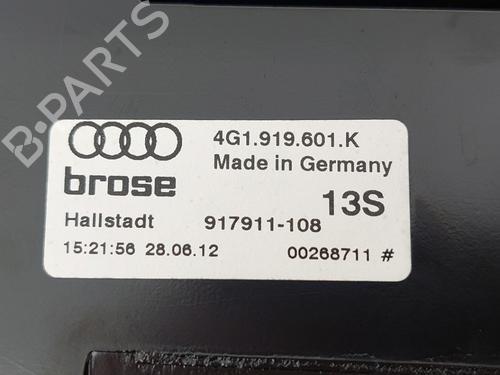 4G1.919.601.K
Made in Germany
brose
13S
Hallstadt 917911-108
15:21:56 28.06.12 00268711 #
B-PARTS